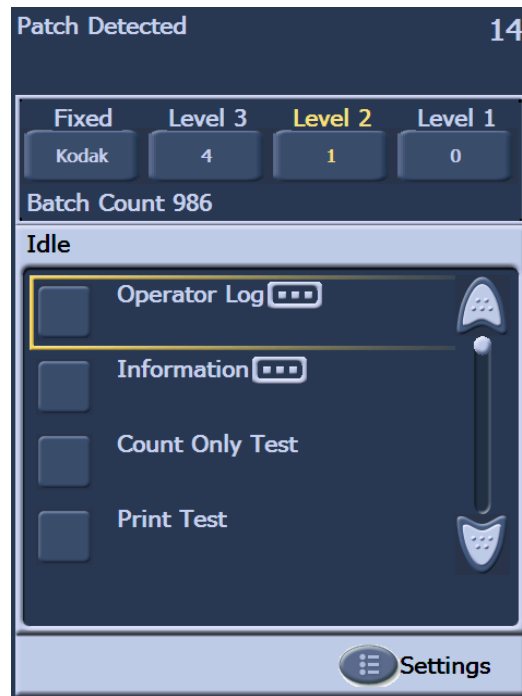 Patch Detected 14
Fixed Level 3 Level 2 Level 1
Kodak 4 1 0
Batch Count 986
Idle
Operator Log
Information
Count Only Test
Print Test
Settings